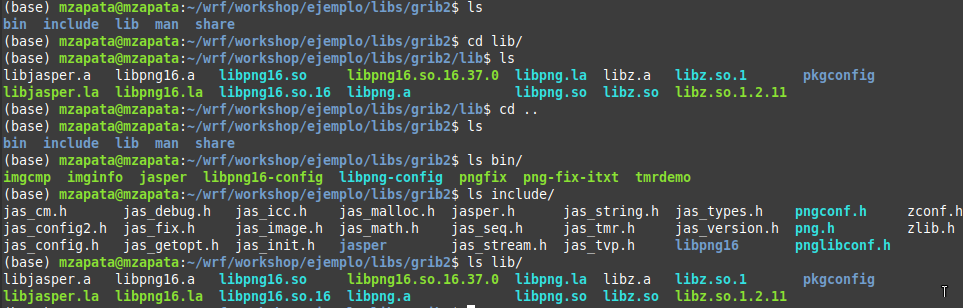 (base) mzapata@mzapata:~/wrf/workshop/ejemplo/libs/grib2$ ls
bin include lib man share
(base) mzapata@mzapata:~/wrf/workshop/ejemplo/libs/grib2$ cd lib/
(base) mzapata@mzapata:~/wrf/workshop/ejemplo/libs/grib2/lib$ ls
libjasper.a libpng16.a libpng16.so libpng16.so.16.37.0 libpng.la libz.a libz.so.1 pkgconfig
libjasper.la libpng16.la libpng16.so.16 libpng.a libpng.so libz.so libz.so.1.2.11
(base) mzapata@mzapata:~/wrf/workshop/ejemplo/libs/grib2/lib$ cd ..
(base) mzapata@mzapata:~/wrf/workshop/ejemplo/libs/grib2$ ls
bin include lib man share
(base) mzapata@mzapata:~/wrf/workshop/ejemplo/libs/grib2$ ls bin/
imgcmp imginfo jasper libpng16-config libpng-config pngfix png-fix-itxt tmrdemo
(base) mzapata@mzapata:~/wrf/workshop/ejemplo/libs/grib2$ ls include/
jas_cm.h jas_debug.h jas_icc.h jas_malloc.h jasper.h jas_string.h jas_types.h pngconf.h zconf.h
jas_config2.h jas_fix.h jas_image.h jas_math.h jas_seq.h jas_tmr.h jas_version.h png.h zlib.h
jas_config.h jas_getopt.h jas_init.h jasper jas_stream.h jas_tvp.h libpng16 pnglibconf.h
(base) mzapata@mzapata:~/wrf/workshop/ejemplo/libs/grib2$ ls lib/
libjasper.a libpng16.a libpng16.so libpng16.so.16.37.0 libpng.la libz.a libz.so.1 pkgconfig
libjasper.la libpng16.la libpng16.so.16 libpng.a libpng.so libz.so libz.so.1.2.11